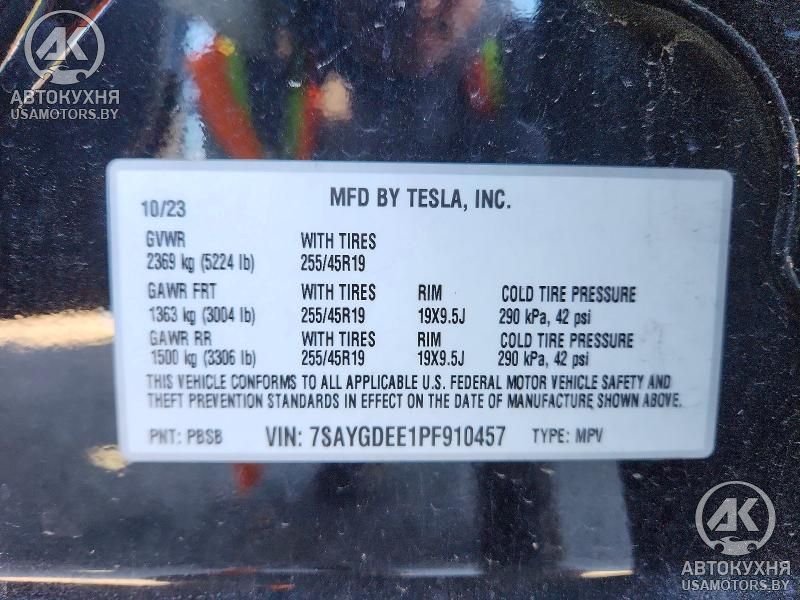 АК
АВТОКУХНЯ
USAMOTORS.BY
10/23 MFD BY TESLA, INC.
GVWR WITH TIRES
2369 kg (5224 lb) 255/45R19
GAWR FRT WITH TIRES RIM COLD TIRE PRESSURE
1363 kg (3004 lb) 255/45R19 19X9.5J 290 kPa, 42 psi
GAWR RR WITH TIRES RIM COLD TIRE PRESSURE
1500 kg (3306 lb) 255/45R19 19X9.5J 290 kPa, 42 psi
THIS VEHICLE CONFORMS TO ALL APPLICABLE U.S. FEDERAL MOTOR VEHICLE SAFETY AND
THEFT PREVENTION STANDARDS IN EFFECT ON THE DATE OF MANUFACTURE SHOWN ABOVE.
PNT: PBSB VIN: 7SAYGDEE1PF910457 TYPE: MPV
АК
АВТОКУХНЯ
USAMOTORS.BY